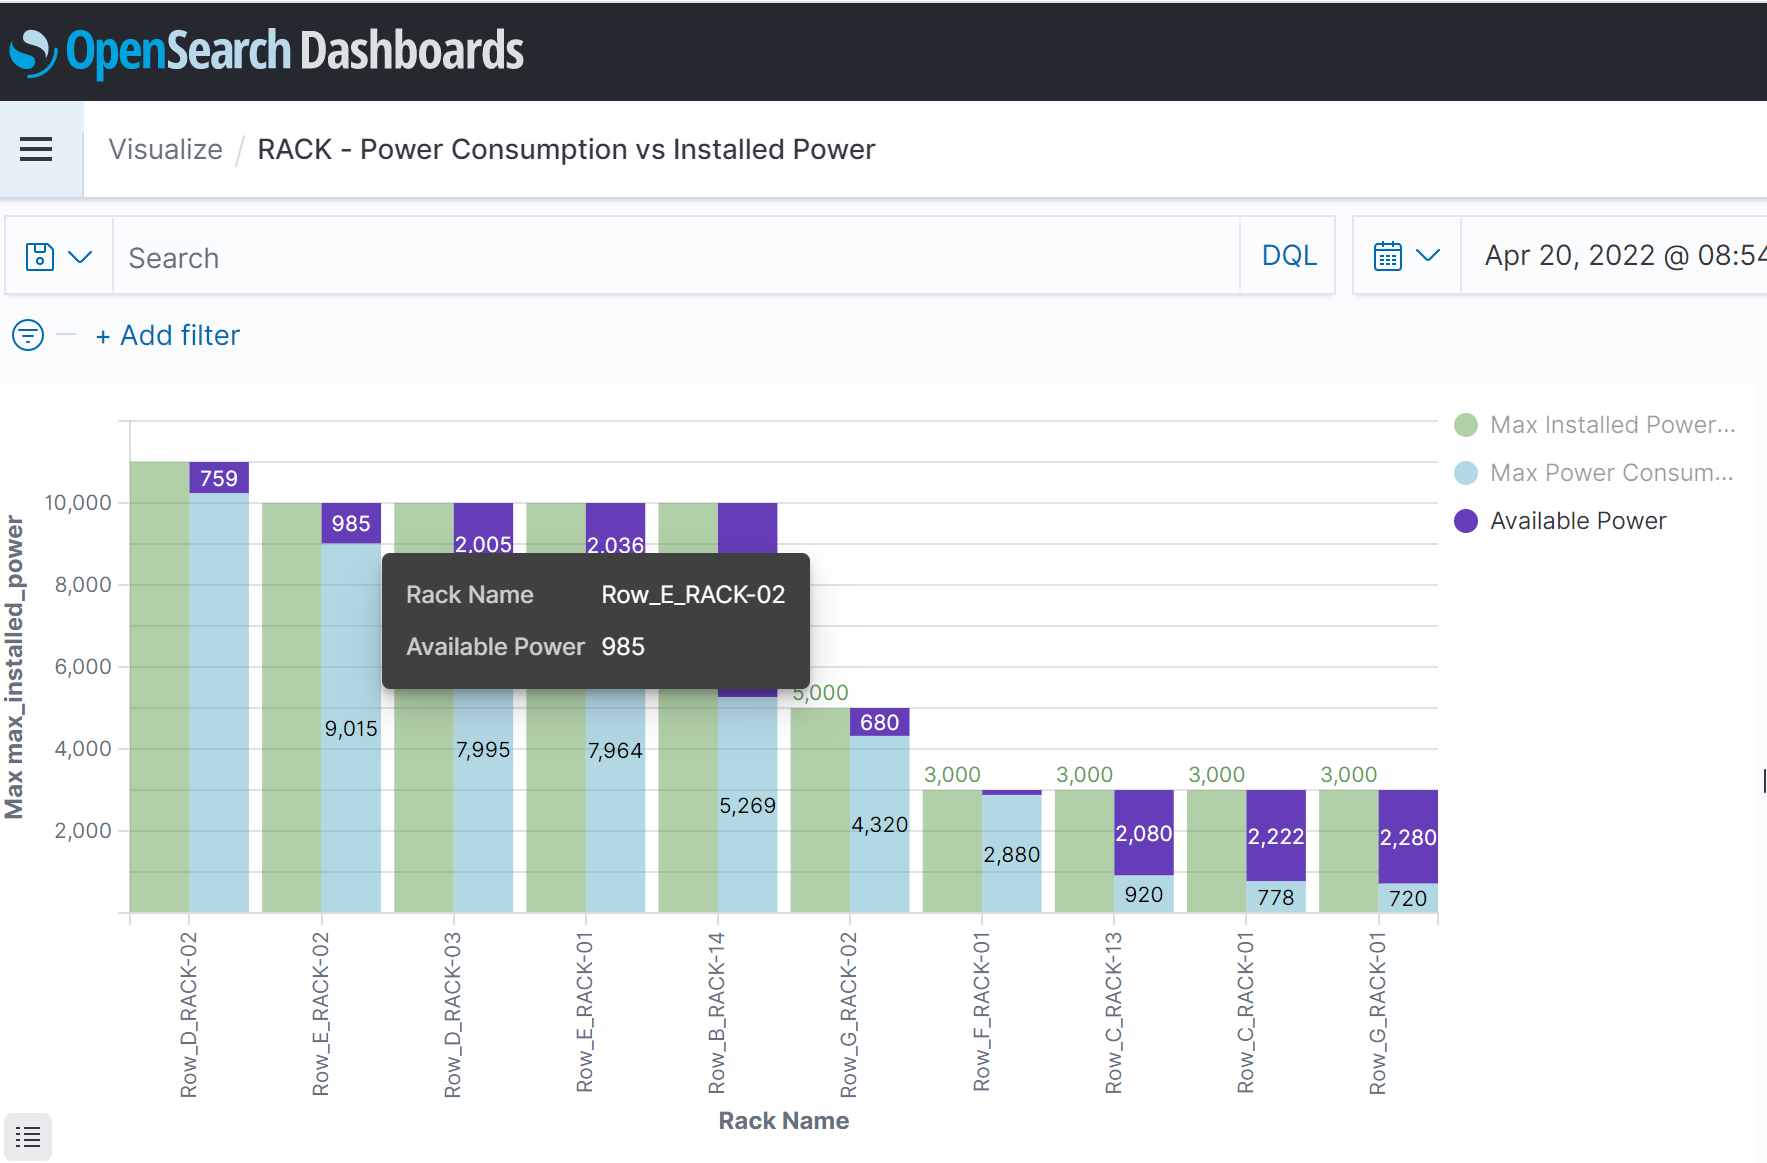 OpenSearch Dashboards
Visualize / RACK - Power Consumption vs Installed Power
Search
DQL
Apr 20, 2022 @ 08:54
+ Add filter
Max Installed Power...
Max Power Consum...
Available Power
Max max_installed_power
10,000
8,000
6,000
4,000
2,000
759
985
2,005
2,036
Rack Name Row_E_RACK-02
Available Power 985
5,000
680
9,015
7,995
7,964
5,269
4,320
3,000
3,000
3,000
3,000
2,880
2,080
2,222
2,280
920
778
720
Row_D_RACK-02
Row_E_RACK-02
Row_D_RACK-03
Row_E_RACK-01
Row_B_RACK-14
Row_G_RACK-02
Row_F_RACK-01
Row_C_RACK-13
Row_C_RACK-01
Row_G_RACK-01
Rack Name